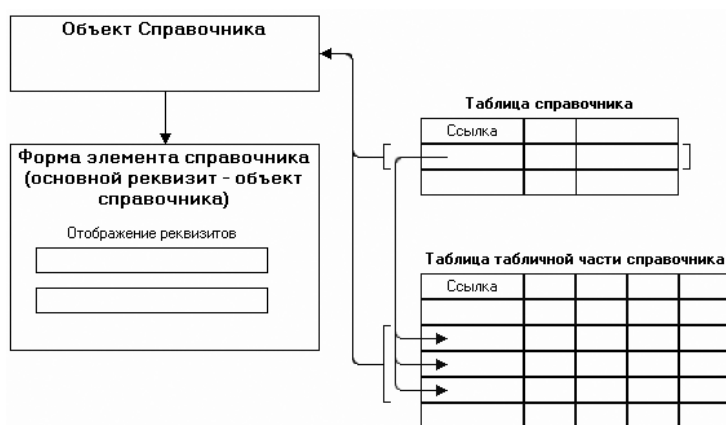 Объект Справочника
Таблица справочника
Ссылка
Форма элемента справочника
(основной реквизит - объект
справочника)
Отображение реквизитов
Таблица табличной части справочника
Ссылка